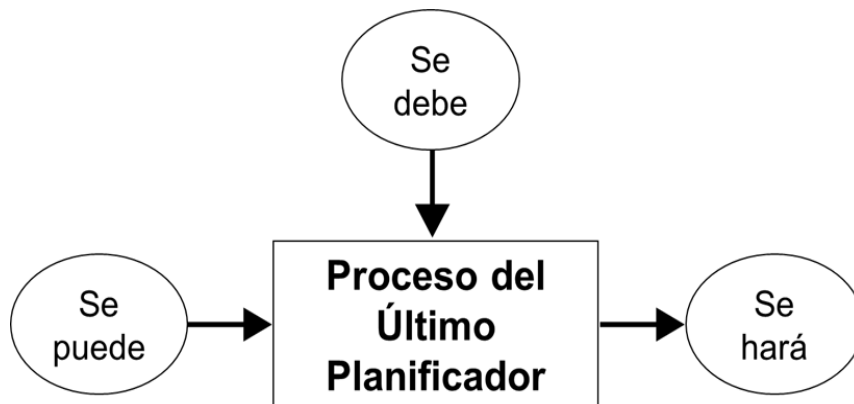 Se
debe
Se
puede
Proceso del
Último
Planificador
Se
hará